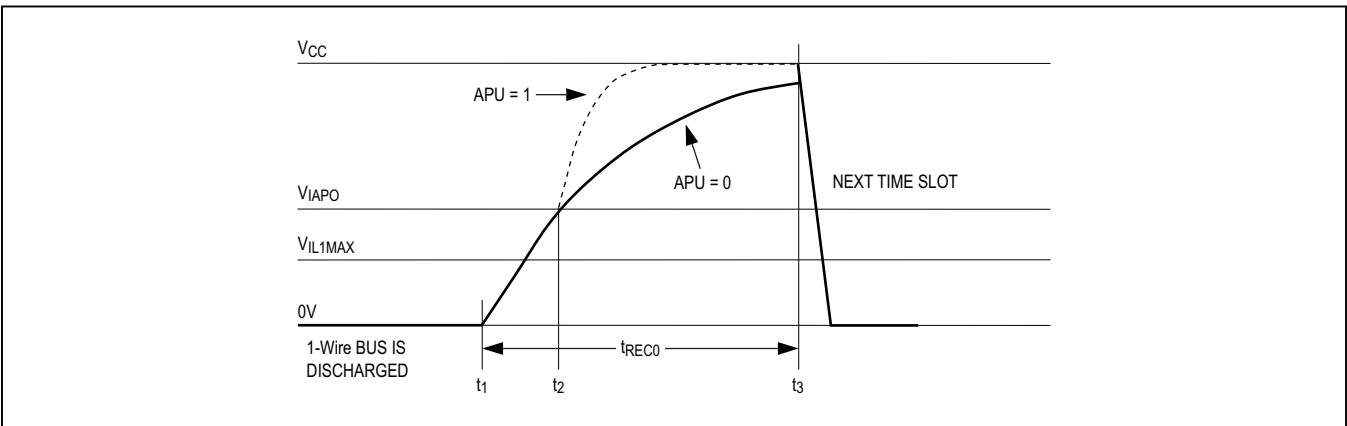 VCC
APU = 1
APU = 0
NEXT TIME SLOT
VIAPO
VIL1MAX
0V
1-Wire BUS IS
DISCHARGED
tREC0
t1
t2
t3